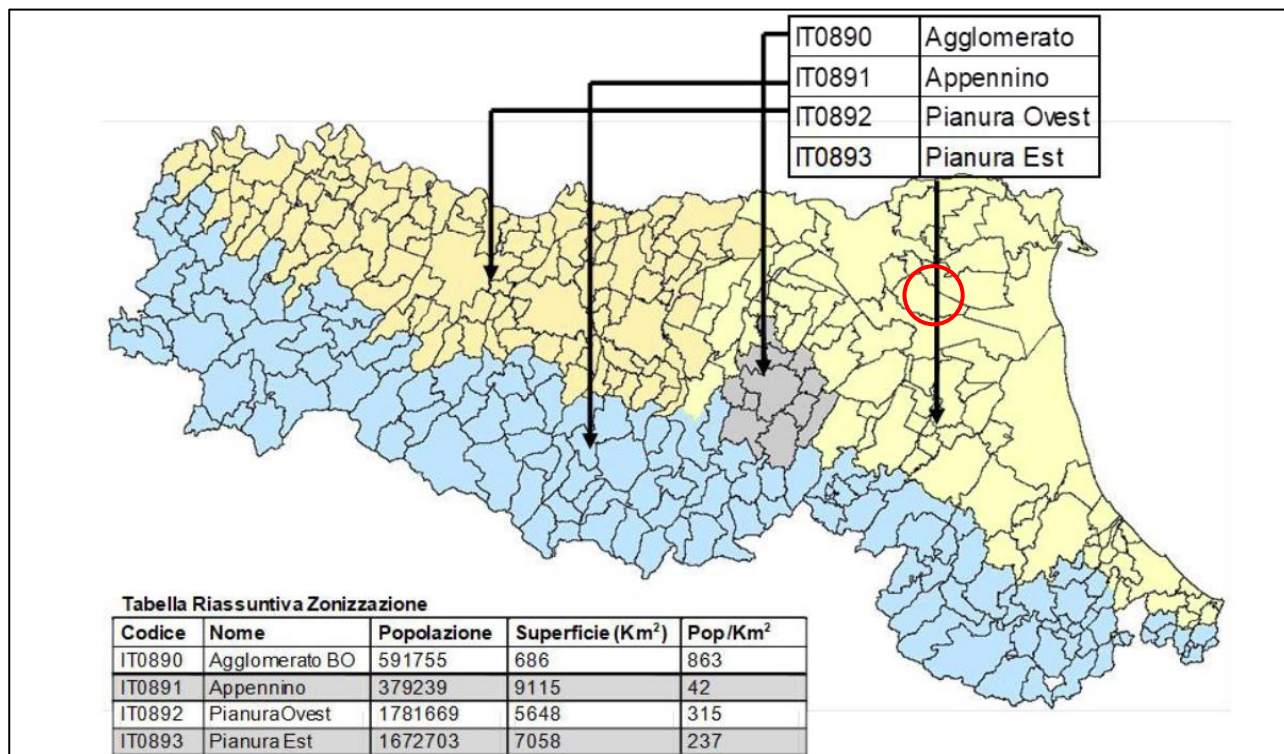 IT0890 Agglomerato
IT0891 Appennino
IT0892 Pianura Ovest
IT0893 Pianura Est
Tabella Riassuntiva Zonizzazione
Codice Nome Popolazione Superficie (Km²) Pop/Km²
IT0890 Agglomerato BO 591755 686 863
IT0891 Appennino 379239 9115 42
IT0892 PianuraOvest 1781669 5648 315
IT0893 Pianura Est 1672703 7058 237